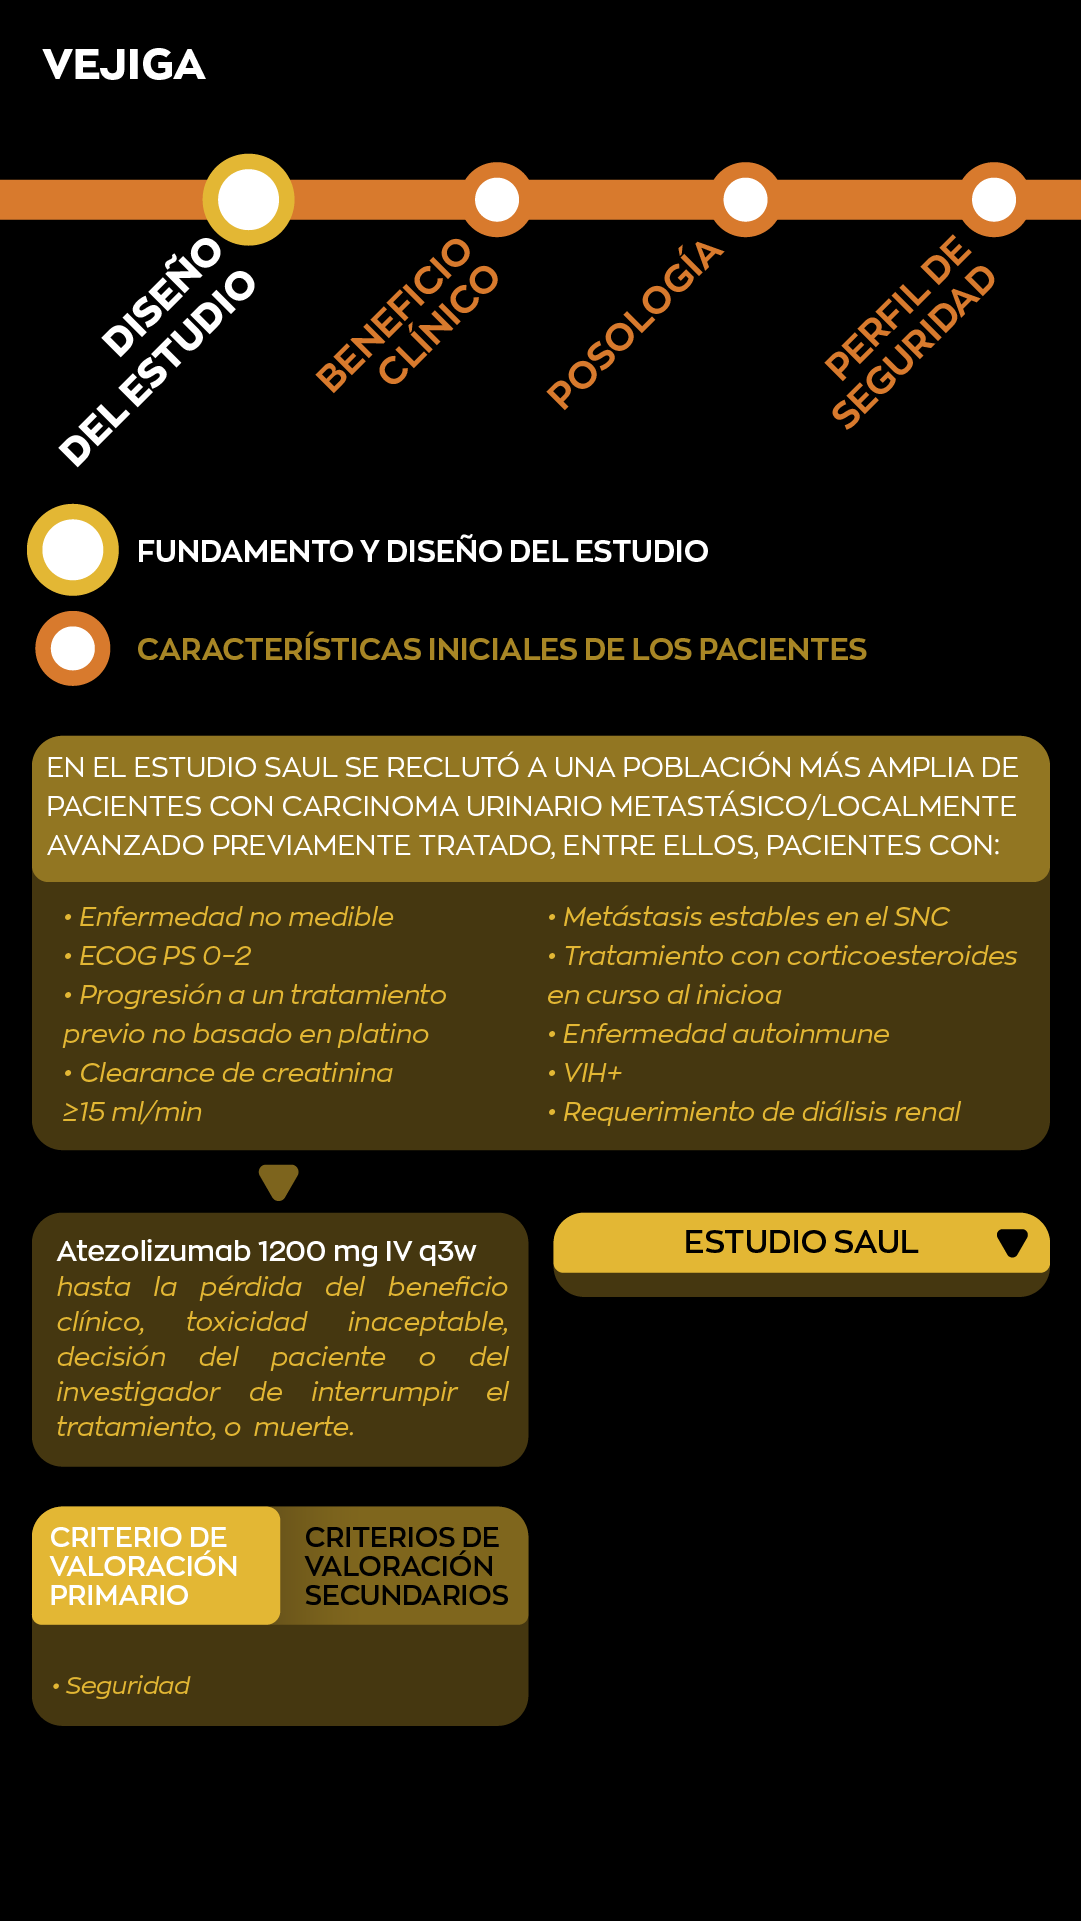 VEJIGA
DISEÑO
DEL ESTUDIO
BENEFICIO
CLÍNICO
POSOLOGÍA
PERFIL DE
SEGURIDAD
FUNDAMENTO Y DISEÑO DEL ESTUDIO
CARACTERÍSTICAS INICIALES DE LOS PACIENTES
EN EL ESTUDIO SAUL SE RECLUTÓ A UNA POBLACIÓN MÁS AMPLIA DE
PACIENTES CON CARCINOMA URINARIO METASTÁSICO/LOCALMENTE
AVANZADO PREVIAMENTE TRATADO, ENTRE ELLOS, PACIENTES CON:
• Enfermedad no medible
• ECOG PS 0-2
• Progresión a un tratamiento
previo no basado en platino
• Clearance de creatinina
≥15 ml/min
• Metástasis estables en el SNC
• Tratamiento con corticoesteroides
en curso al inicioa
• Enfermedad autoinmune
• VIH+
• Requerimiento de diálisis renal
Atezolizumab 1200 mg IV q3w
hasta la pérdida del beneficio
clínico, toxicidad inaceptable,
decisión del paciente o del
investigador de interrumpir el
tratamiento, o muerte.
ESTUDIO SAUL
CRITERIO DE
VALORACIÓN
PRIMARIO
CRITERIOS DE
VALORACIÓN
SECUNDARIOS
• Seguridad